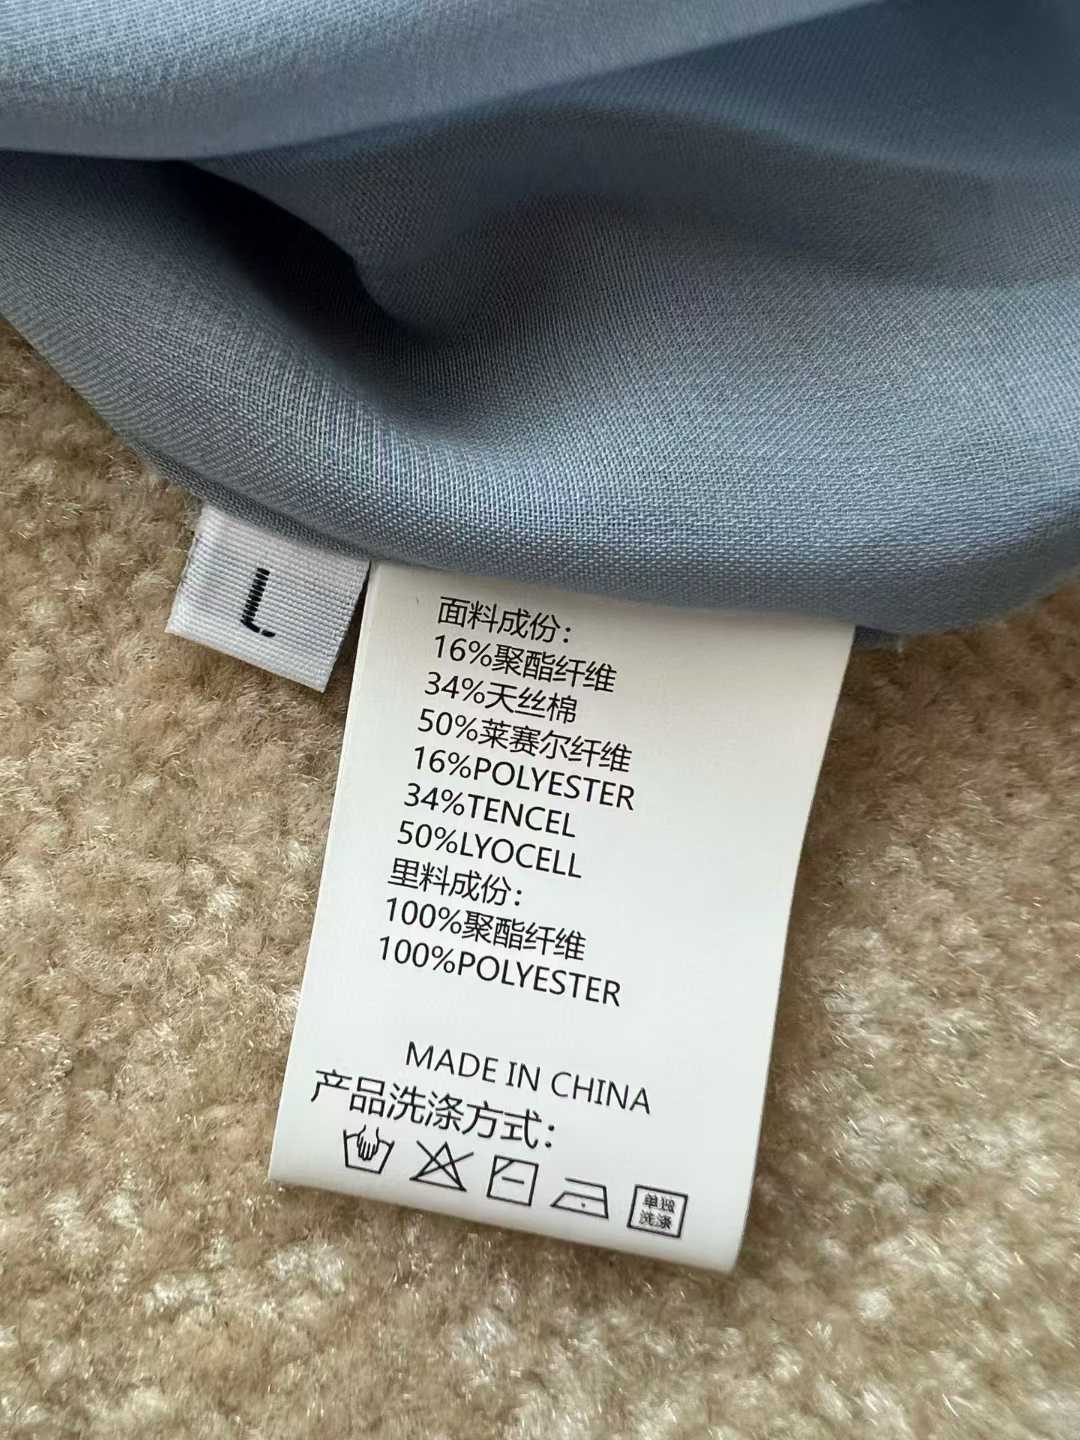 L
面料成份：
16%聚酯纤维
34%天丝棉
50%莱赛尔纤维
16%POLYESTER
34%TENCEL
50%LYOCELL
里料成份：
100%聚酯纤维
100%POLYESTER
MADE IN CHINA
产品洗涤方式：
单独
洗涤